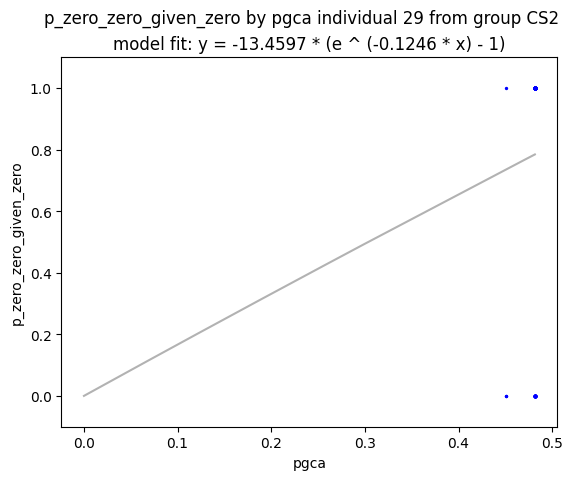 p_zero_zero_given_zero by pgca individual 29 from group CS2
model fit: y = -13.4597 * (e ^ (-0.1246 * x) - 1)
1.0
0.8
0.6
0.4
0.2
0.0
p_zero_zero_given_zero
0.0 0.1 0.2 0.3 0.4 0.5
pgca